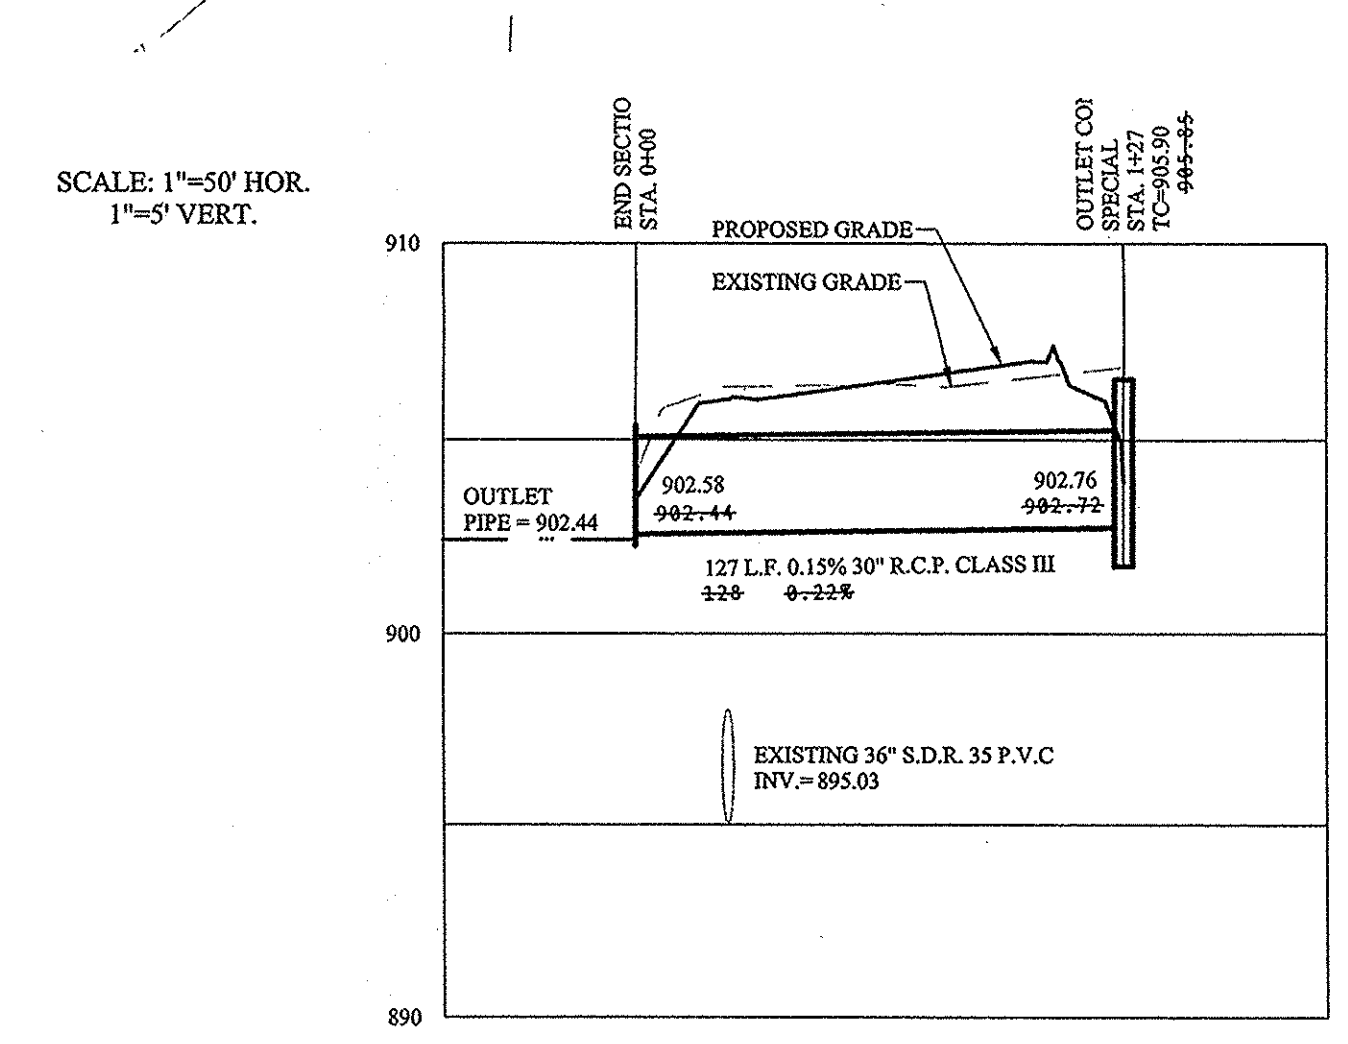 SCALE: 1"=50' HOR.
1"=5' VERT.
END SECTIO
STA. 0+00
OUTLET CO
SPECIAL
STA. 1+27
TC=905.90
905.85
910
PROPOSED GRADE
EXISTING GRADE
OUTLET
PIPE = 902.44
902.58
902.44
902.76
902.72
127 L.F. 0.15% 30" R.C.P. CLASS III
128 0.22%
900
EXISTING 36" S.D.R. 35 P.V.C
INV.= 895.03
890